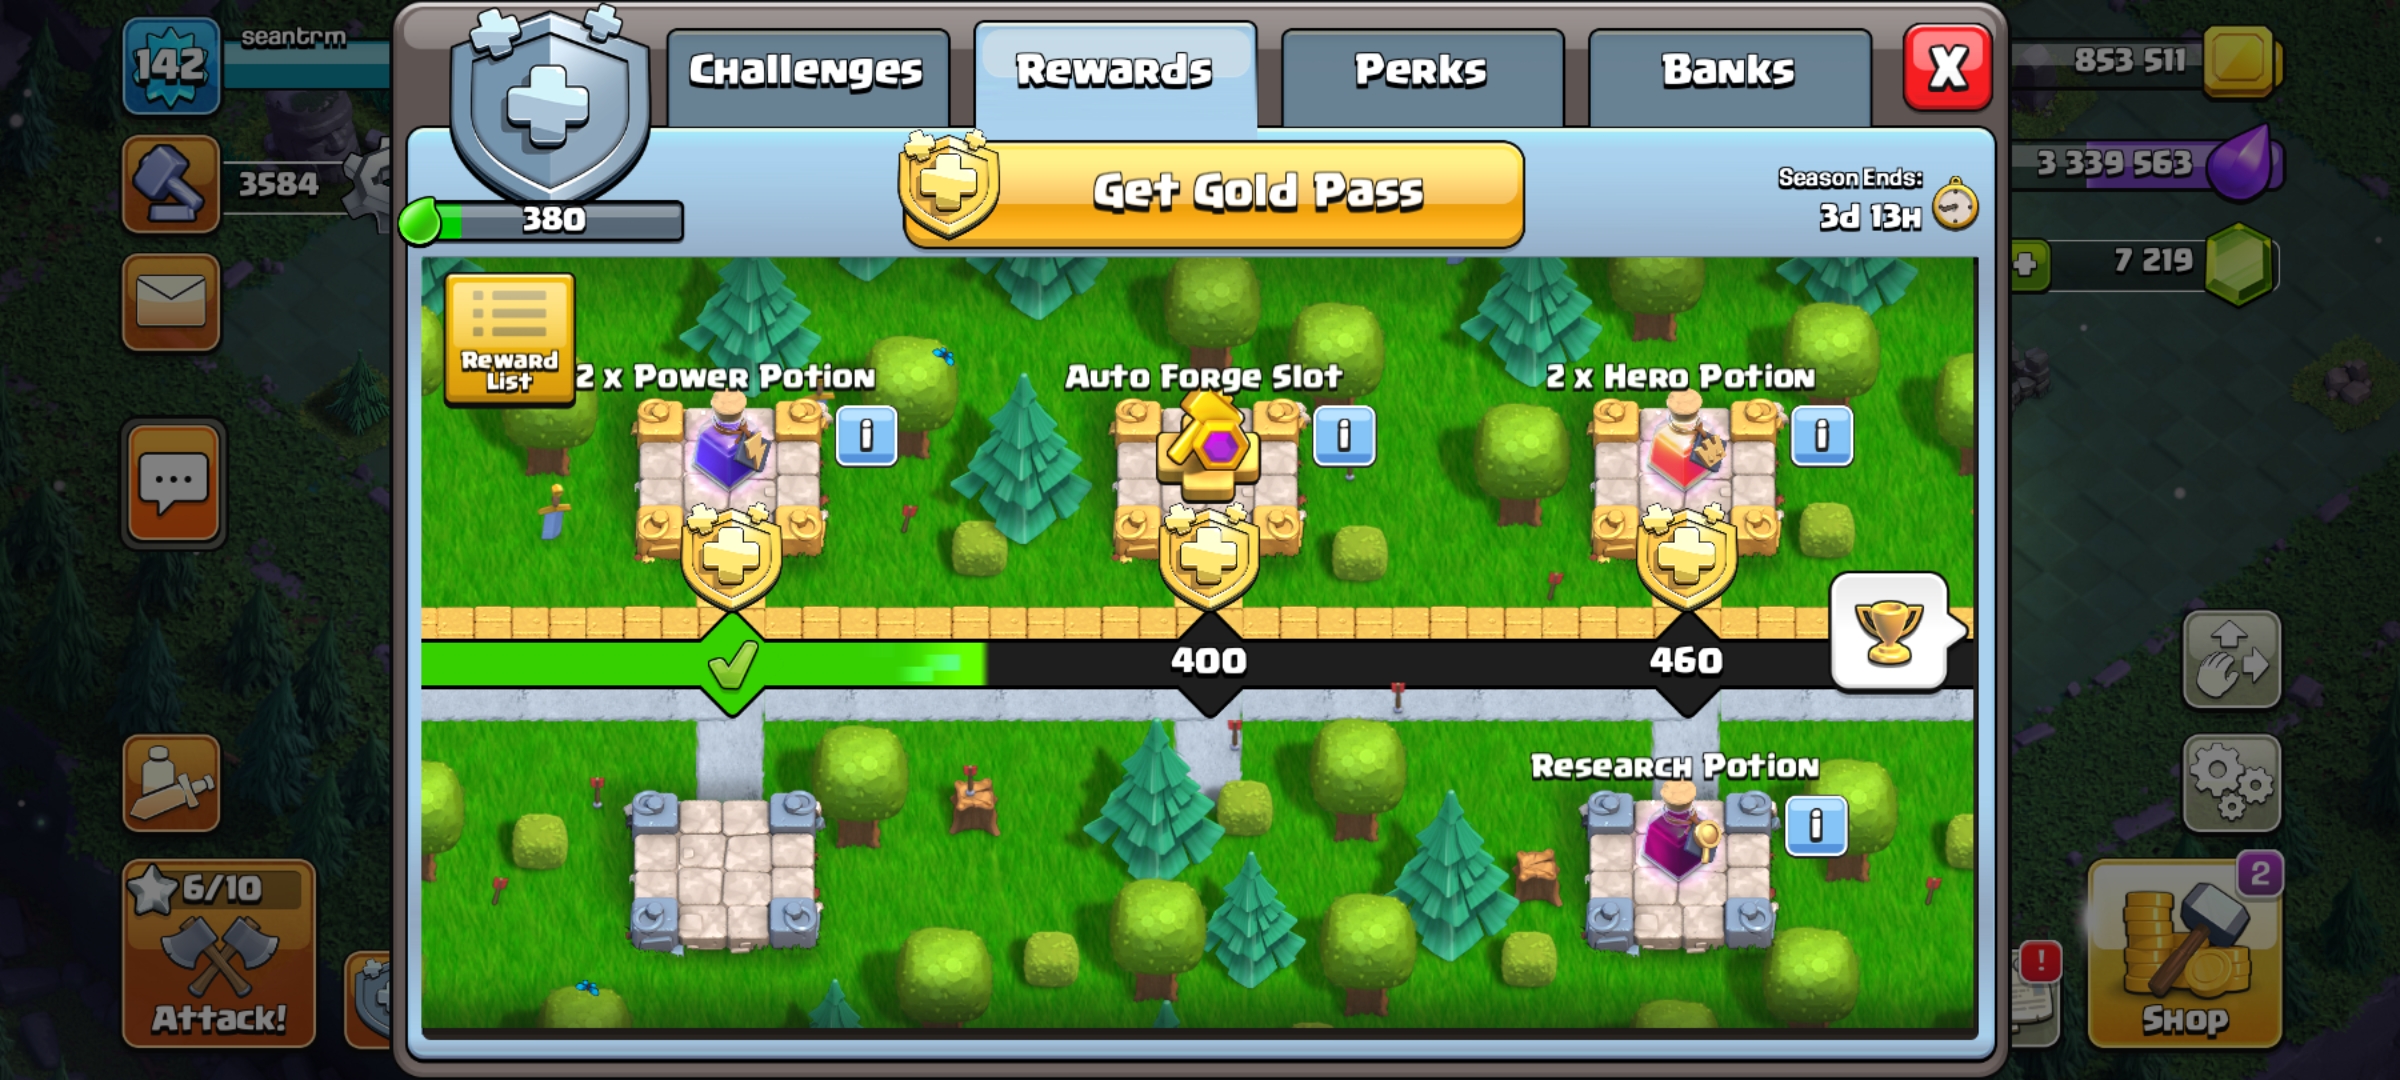 142
seantrm
Challenges
Rewards
Perks
Banks
X
853 511
3584
380
Get Gold Pass
Season Ends:
3d 13h
3 339 563
7 219
Reward
List
2 x Power Potion
i
Auto Forge Slot
i
2 x Hero Potion
i
400
460
Research Potion
i
6/10
Attack!
!
2
Shop